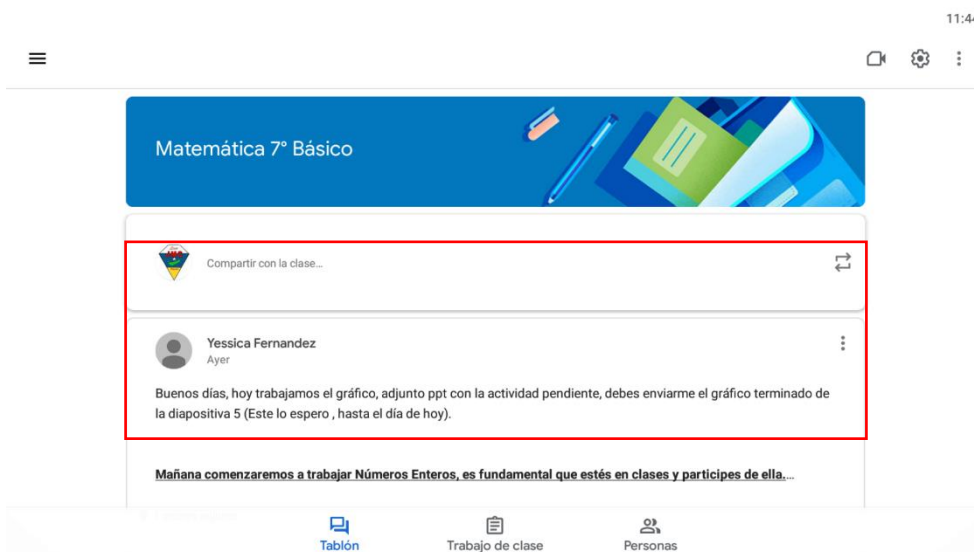 11:44
Matemática 7° Básico
Compartir con la clase...
Yessica Fernandez
Ayer
Buenos días, hoy trabajamos el gráfico, adjunto ppt con la actividad pendiente, debes enviarme el gráfico terminado de
la diapositiva 5 (Este lo espero , hasta el día de hoy).
Mañana comenzaremos a trabajar Números Enteros, es fundamental que estés en clases y participes de ella....
Tablón
Trabajo de clase
Personas